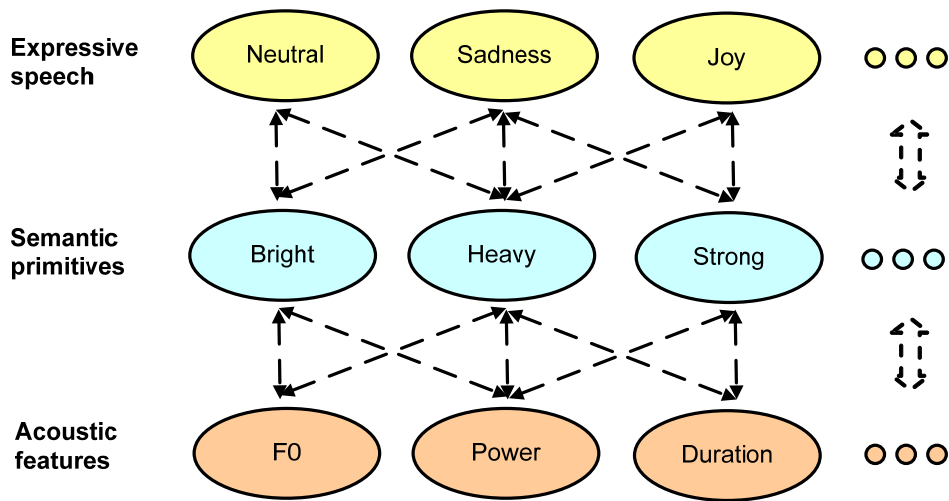 Expressive
speech
Neutral
Sadness
Joy
Semantic
primitives
Bright
Heavy
Strong
Acoustic
features
F0
Power
Duration